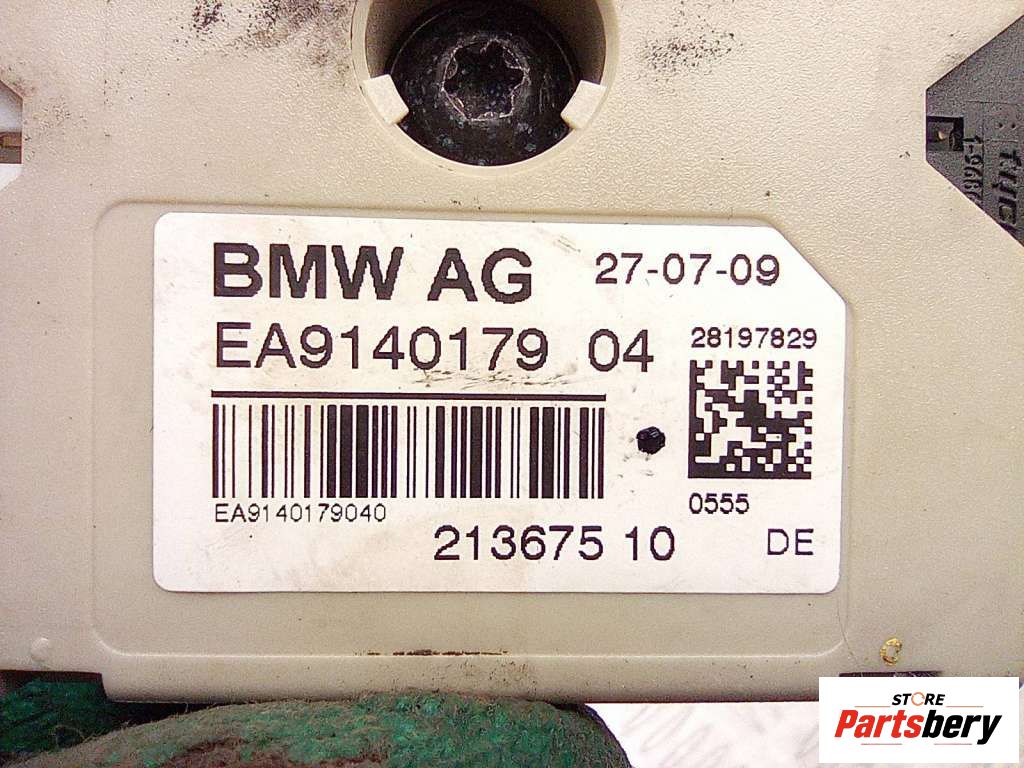 BMW AG 27-07-09
EA9140179 04
28197829
EA9140179040
0555
213675 10
DE
STORE
Partsbery